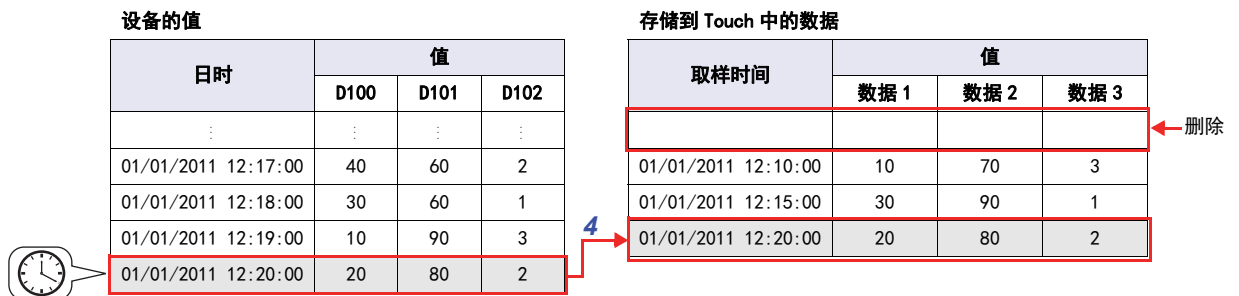 设备的值
日时 值
D100 D101 D102
⋮ ⋮ ⋮ ⋮
01/01/2011 12:17:00 40 60 2
01/01/2011 12:18:00 30 60 1
01/01/2011 12:19:00 10 90 3
01/01/2011 12:20:00 20 80 2
4
存储到 Touch 中的数据
取样时间 值
数据 1 数据 2 数据 3
删除
01/01/2011 12:10:00 10 70 3
01/01/2011 12:15:00 30 90 1
01/01/2011 12:20:00 20 80 2